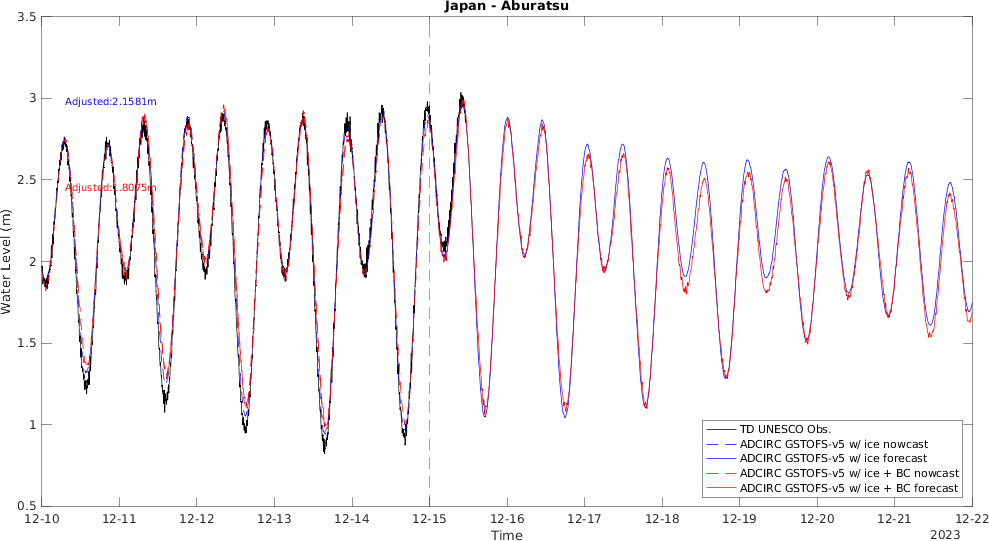 Japan - Aburatsu
3.5
3
2.5
2
1.5
1
0.5
Water Level (m)
Adjusted:2.1581m
Adjusted:1.8075m
TD UNESCO Obs.
ADCIRC GSTOFS-v5 w/ ice nowcast
ADCIRC GSTOFS-v5 w/ ice forecast
ADCIRC GSTOFS-v5 w/ ice + BC nowcast
ADCIRC GSTOFS-v5 w/ ice + BC forecast
12-10 12-11 12-12 12-13 12-14 12-15 12-16 12-17 12-18 12-19 12-20 12-21 12-22
Time
2023